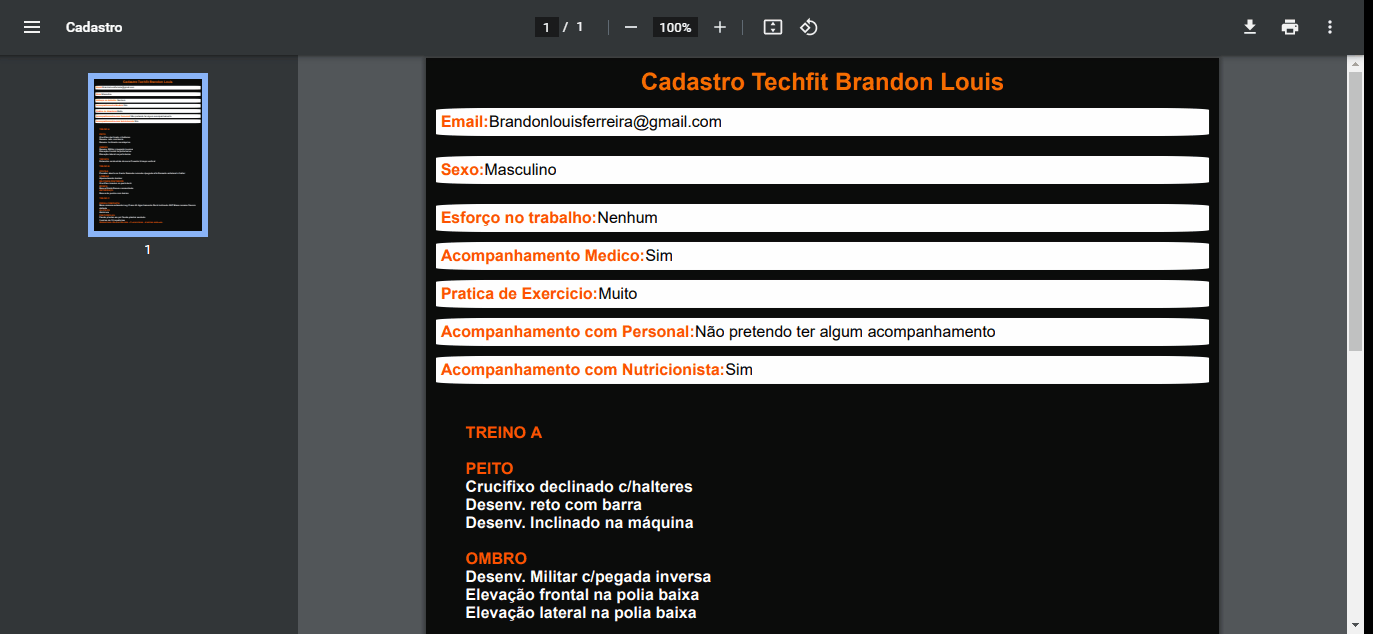 Cadastro
1 / 1
100%
1
Cadastro Techfit Brandon Louis
Email:Brandonlouisferreira@gmail.com
Sexo:Masculino
Esforço no trabalho:Nenhum
Acompanhamento Medico:Sim
Pratica de Exercicio:Muito
Acompanhamento com Personal:Não pretendo ter algum acompanhamento
Acompanhamento com Nutricionista:Sim
TREINO A
PEITO
Crucifixo declinado c/halteres
Desenv. reto com barra
Desenv. Inclinado na máquina
OMBRO
Desenv. Militar c/pegada inversa
Elevação frontal na polia baixa
Elevação lateral na polia baixa